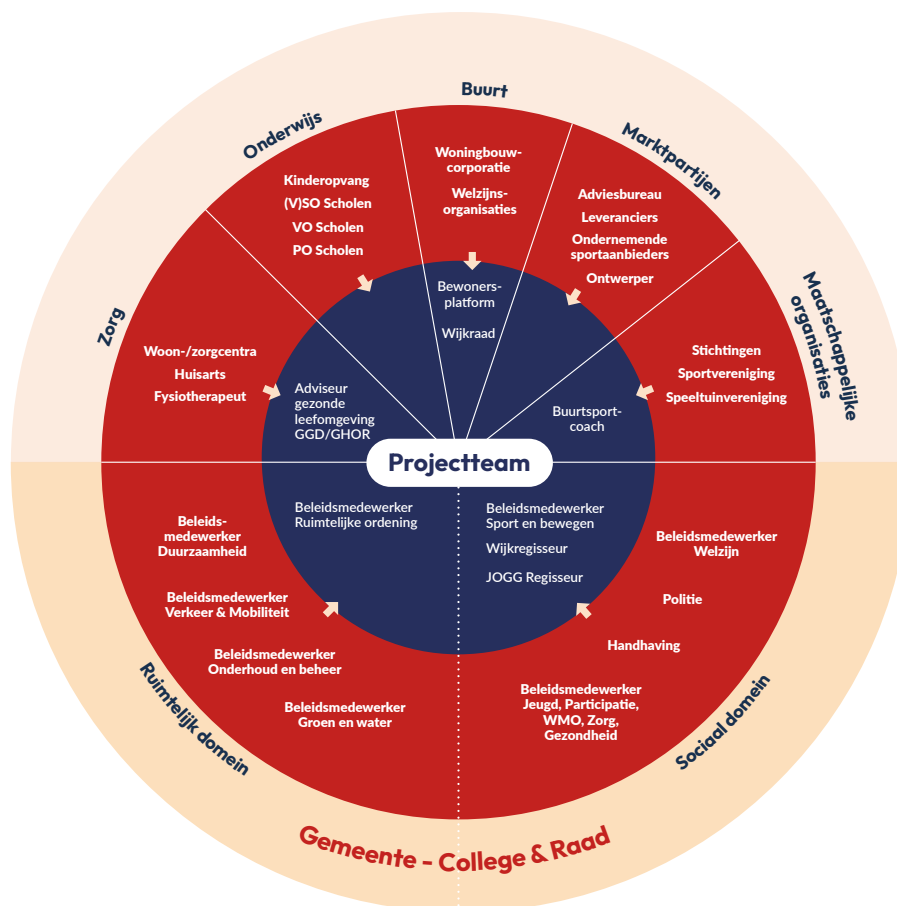 Buurt
Onderwijs
Marktpartijen
Zorg
Maatschappelijke
organisaties
Kinderopvang
(V)SO Scholen
VO Scholen
PO Scholen
Woningbouw-
corporatie
Welzijns-
organisaties
Adviesbureau
Leveranciers
Ondernemende
sportaanbieders
Ontwerper
Bewoners-
platform
Wijkraad
Woon-/zorgcentra
Huisarts
Fysiotherapeut
Adviseur
gezonde
leefomgeving
GGD/GHOR
Buurtsport-
coach
Stichtingen
Sportvereniging
Speeltuinvereniging
Projectteam
Beleidsmedewerker
Ruimtelijke ordening
Beleidsmedewerker
Sport en bewegen
Wijkregisseur
JOGG Regisseur
Beleids-
medewerker
Duurzaamheid
Beleidsmedewerker
Verkeer & Mobiliteit
Beleidsmedewerker
Onderhoud en beheer
Beleidsmedewerker
Groen en water
Beleidsmedewerker
Welzijn
Politie
Handhaving
Beleidsmedewerker
Jeugd, Participatie,
WMO, Zorg,
Gezondheid
Ruimtelijk domein
Sociaal domein
Gemeente - College & Raad